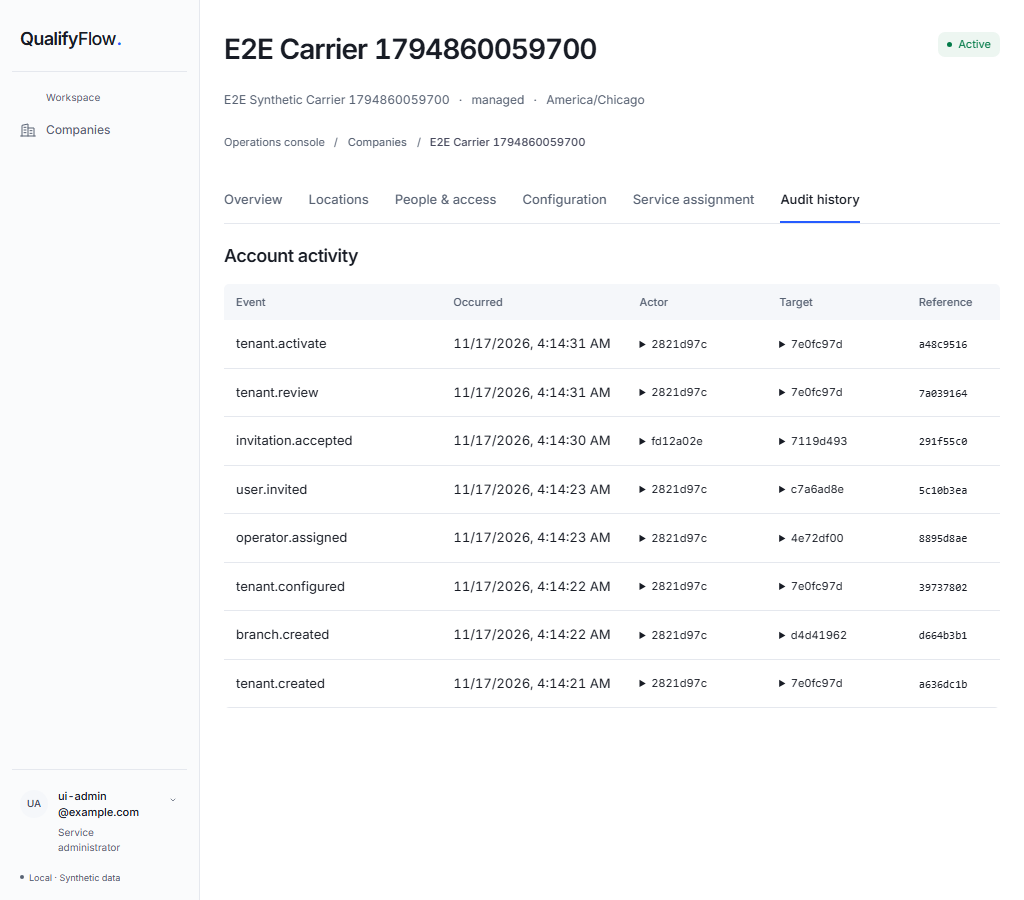 QualifyFlow.
Workspace
Companies
E2E Carrier 1794860059700
Active
E2E Synthetic Carrier 1794860059700 · managed · America/Chicago
Operations console / Companies / E2E Carrier 1794860059700
Overview Locations People & access Configuration Service assignment Audit history
Account activity
Event Occurred Actor Target Reference
tenant.activate 11/17/2026, 4:14:31 AM 2821d97c 7e0fc97d a48c9516
tenant.review 11/17/2026, 4:14:31 AM 2821d97c 7e0fc97d 7a039164
invitation.accepted 11/17/2026, 4:14:30 AM fd12a02e 7119d493 291f55c0
user.invited 11/17/2026, 4:14:23 AM 2821d97c c7a6ad8e 5c10b3ea
operator.assigned 11/17/2026, 4:14:23 AM 2821d97c 4e72df00 8895d8ae
tenant.configured 11/17/2026, 4:14:22 AM 2821d97c 7e0fc97d 39737802
branch.created 11/17/2026, 4:14:22 AM 2821d97c d4d41962 d664b3b1
tenant.created 11/17/2026, 4:14:21 AM 2821d97c 7e0fc97d a636dc1b
UA
ui-admin
@example.com
Service
administrator
Local · Synthetic data